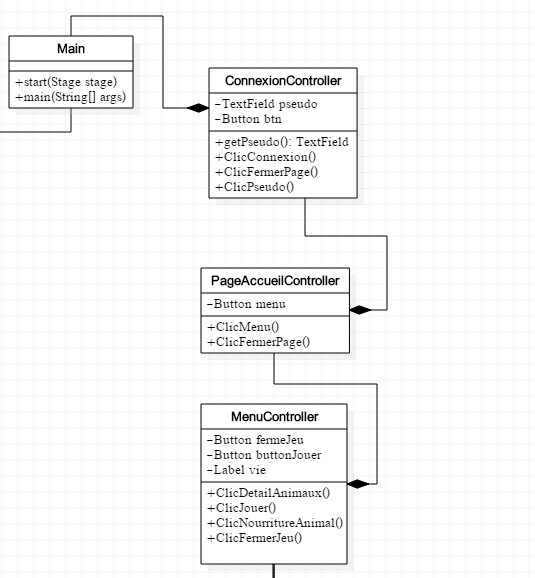 Main
+start(Stage stage)
+main(String[] args)
ConnexionController
-TextField pseudo
-Button btn
+getPseudo(): TextField
+ClicConnexion()
+ClicFermerPage()
+ClicPseudo()
PageAccueilController
-Button menu
+ClicMenu()
+ClicFermerPage()
MenuController
-Button fermeJeu
-Button buttonJouer
-Label vie
+ClicDetailAnimaux()
+ClicJouer()
+ClicNourritureAnimal()
+ClicFermerJeu()